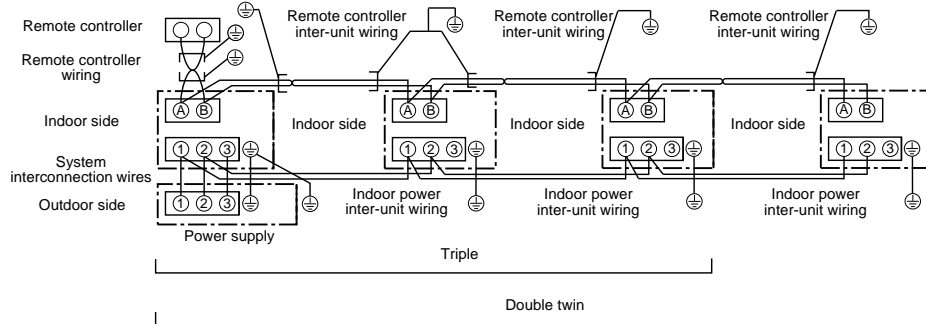 Remote controller
Remote controller
inter-unit wiring
Remote controller
inter-unit wiring
Remote controller
inter-unit wiring
Remote controller
wiring
A B
A B
A B
A B
Indoor side
Indoor side
Indoor side
Indoor side
1 2 3
1 2 3
1 2 3
1 2
System
interconnection wires
Outdoor side
1 2 3
Indoor power
inter-unit wiring
Indoor power
inter-unit wiring
Indoor power
inter-unit wiring
Power supply
Triple
Double twin